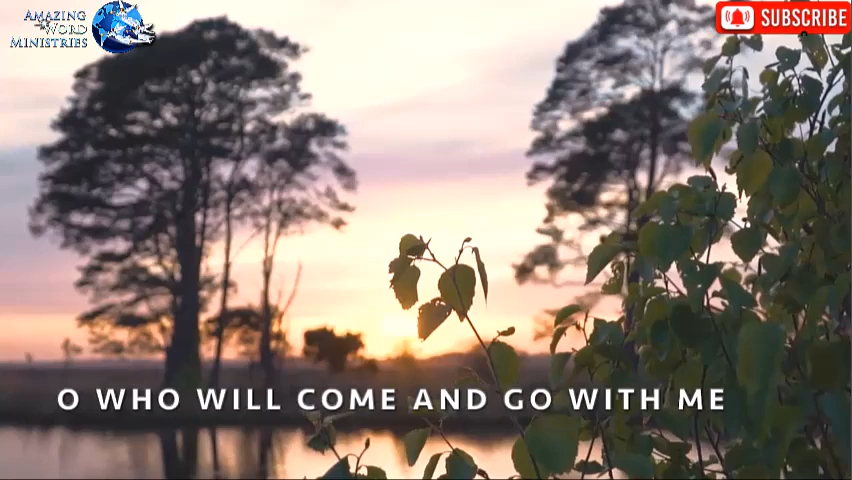 Amazing
Word
Ministries
SUBSCRIBE
O WHO WILL COME AND GO WITH ME